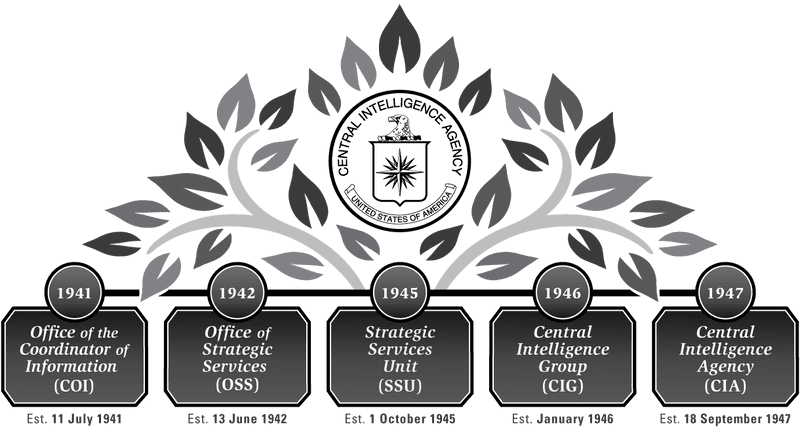 CENTRAL INTELLIGENCE AGENCY
UNITED STATES OF AMERICA
1941
Office of the
Coordinator of
Information
(COI)
Est. 11 July 1941
1942
Office of
Strategic
Services
(OSS)
Est. 13 June 1942
1945
Strategic
Services
Unit
(SSU)
Est. 1 October 1945
1946
Central
Intelligence
Group
(CIG)
Est. January 1946
1947
Central
Intelligence
Agency
(CIA)
Est. 18 September 1947